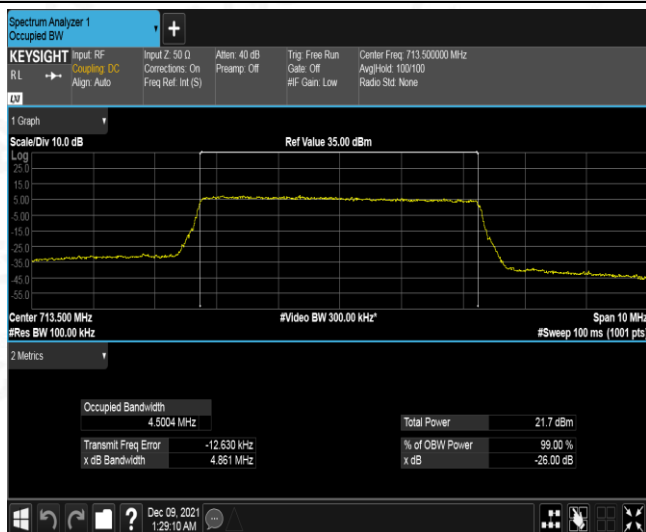 Spectrum Analyzer 1
Occupied BW
+
KEYSIGHT Input: RF Input Z: 50 Ω Atten: 40 dB Trig: Free Run Center Freq: 713.500000 MHz
RL Coupling: DC Corrections: On Preamp: Off Gate: Off Avg|Hold: 100/100
Align: Auto Freq Ref: Int (S) #IF Gain: Low Radio Std: None
LXI
1 Graph
Scale/Div 10.0 dB Ref Value 35.00 dBm
Log
25.0
15.0
5.00
-5.00
-15.0
-25.0
-35.0
-45.0
-55.0
Center 713.500 MHz #Video BW 300.00 kHz* Span 10 MHz
#Res BW 100.00 kHz #Sweep 100 ms (1001 pts)
2 Metrics
Occupied Bandwidth
4.5004 MHz Total Power 21.7 dBm
Transmit Freq Error -12.630 kHz % of OBW Power 99.00 %
x dB Bandwidth 4.861 MHz x dB -26.00 dB
? Dec 09, 2021
1:29:10 AM